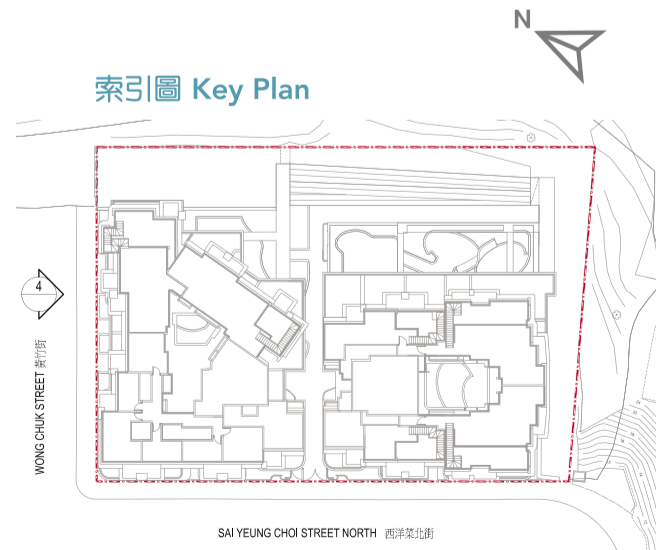 N
索引圖 Key Plan
4
WONG CHUK STREET 黃竹街
SAI YEUNG CHOI STREET NORTH 西洋菜北街